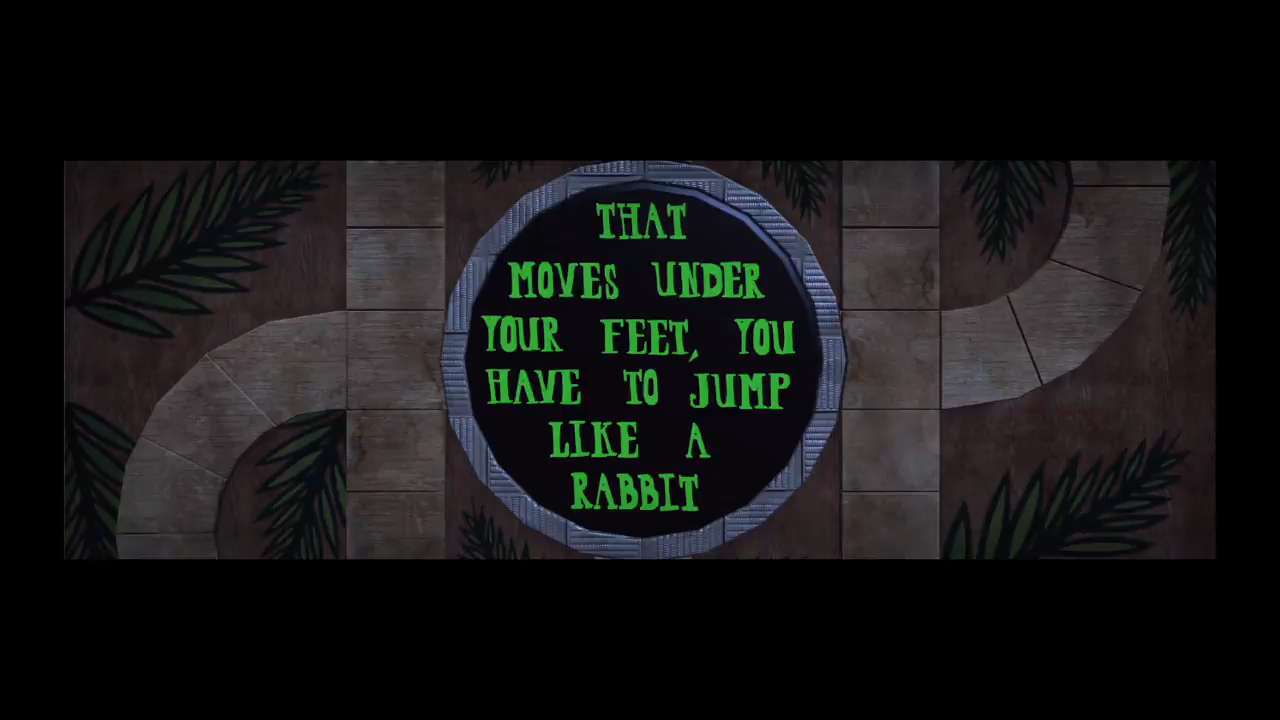 THAT
MOVES UNDER
YOUR FEET, YOU
HAVE TO JUMP
LIKE A
RABBIT